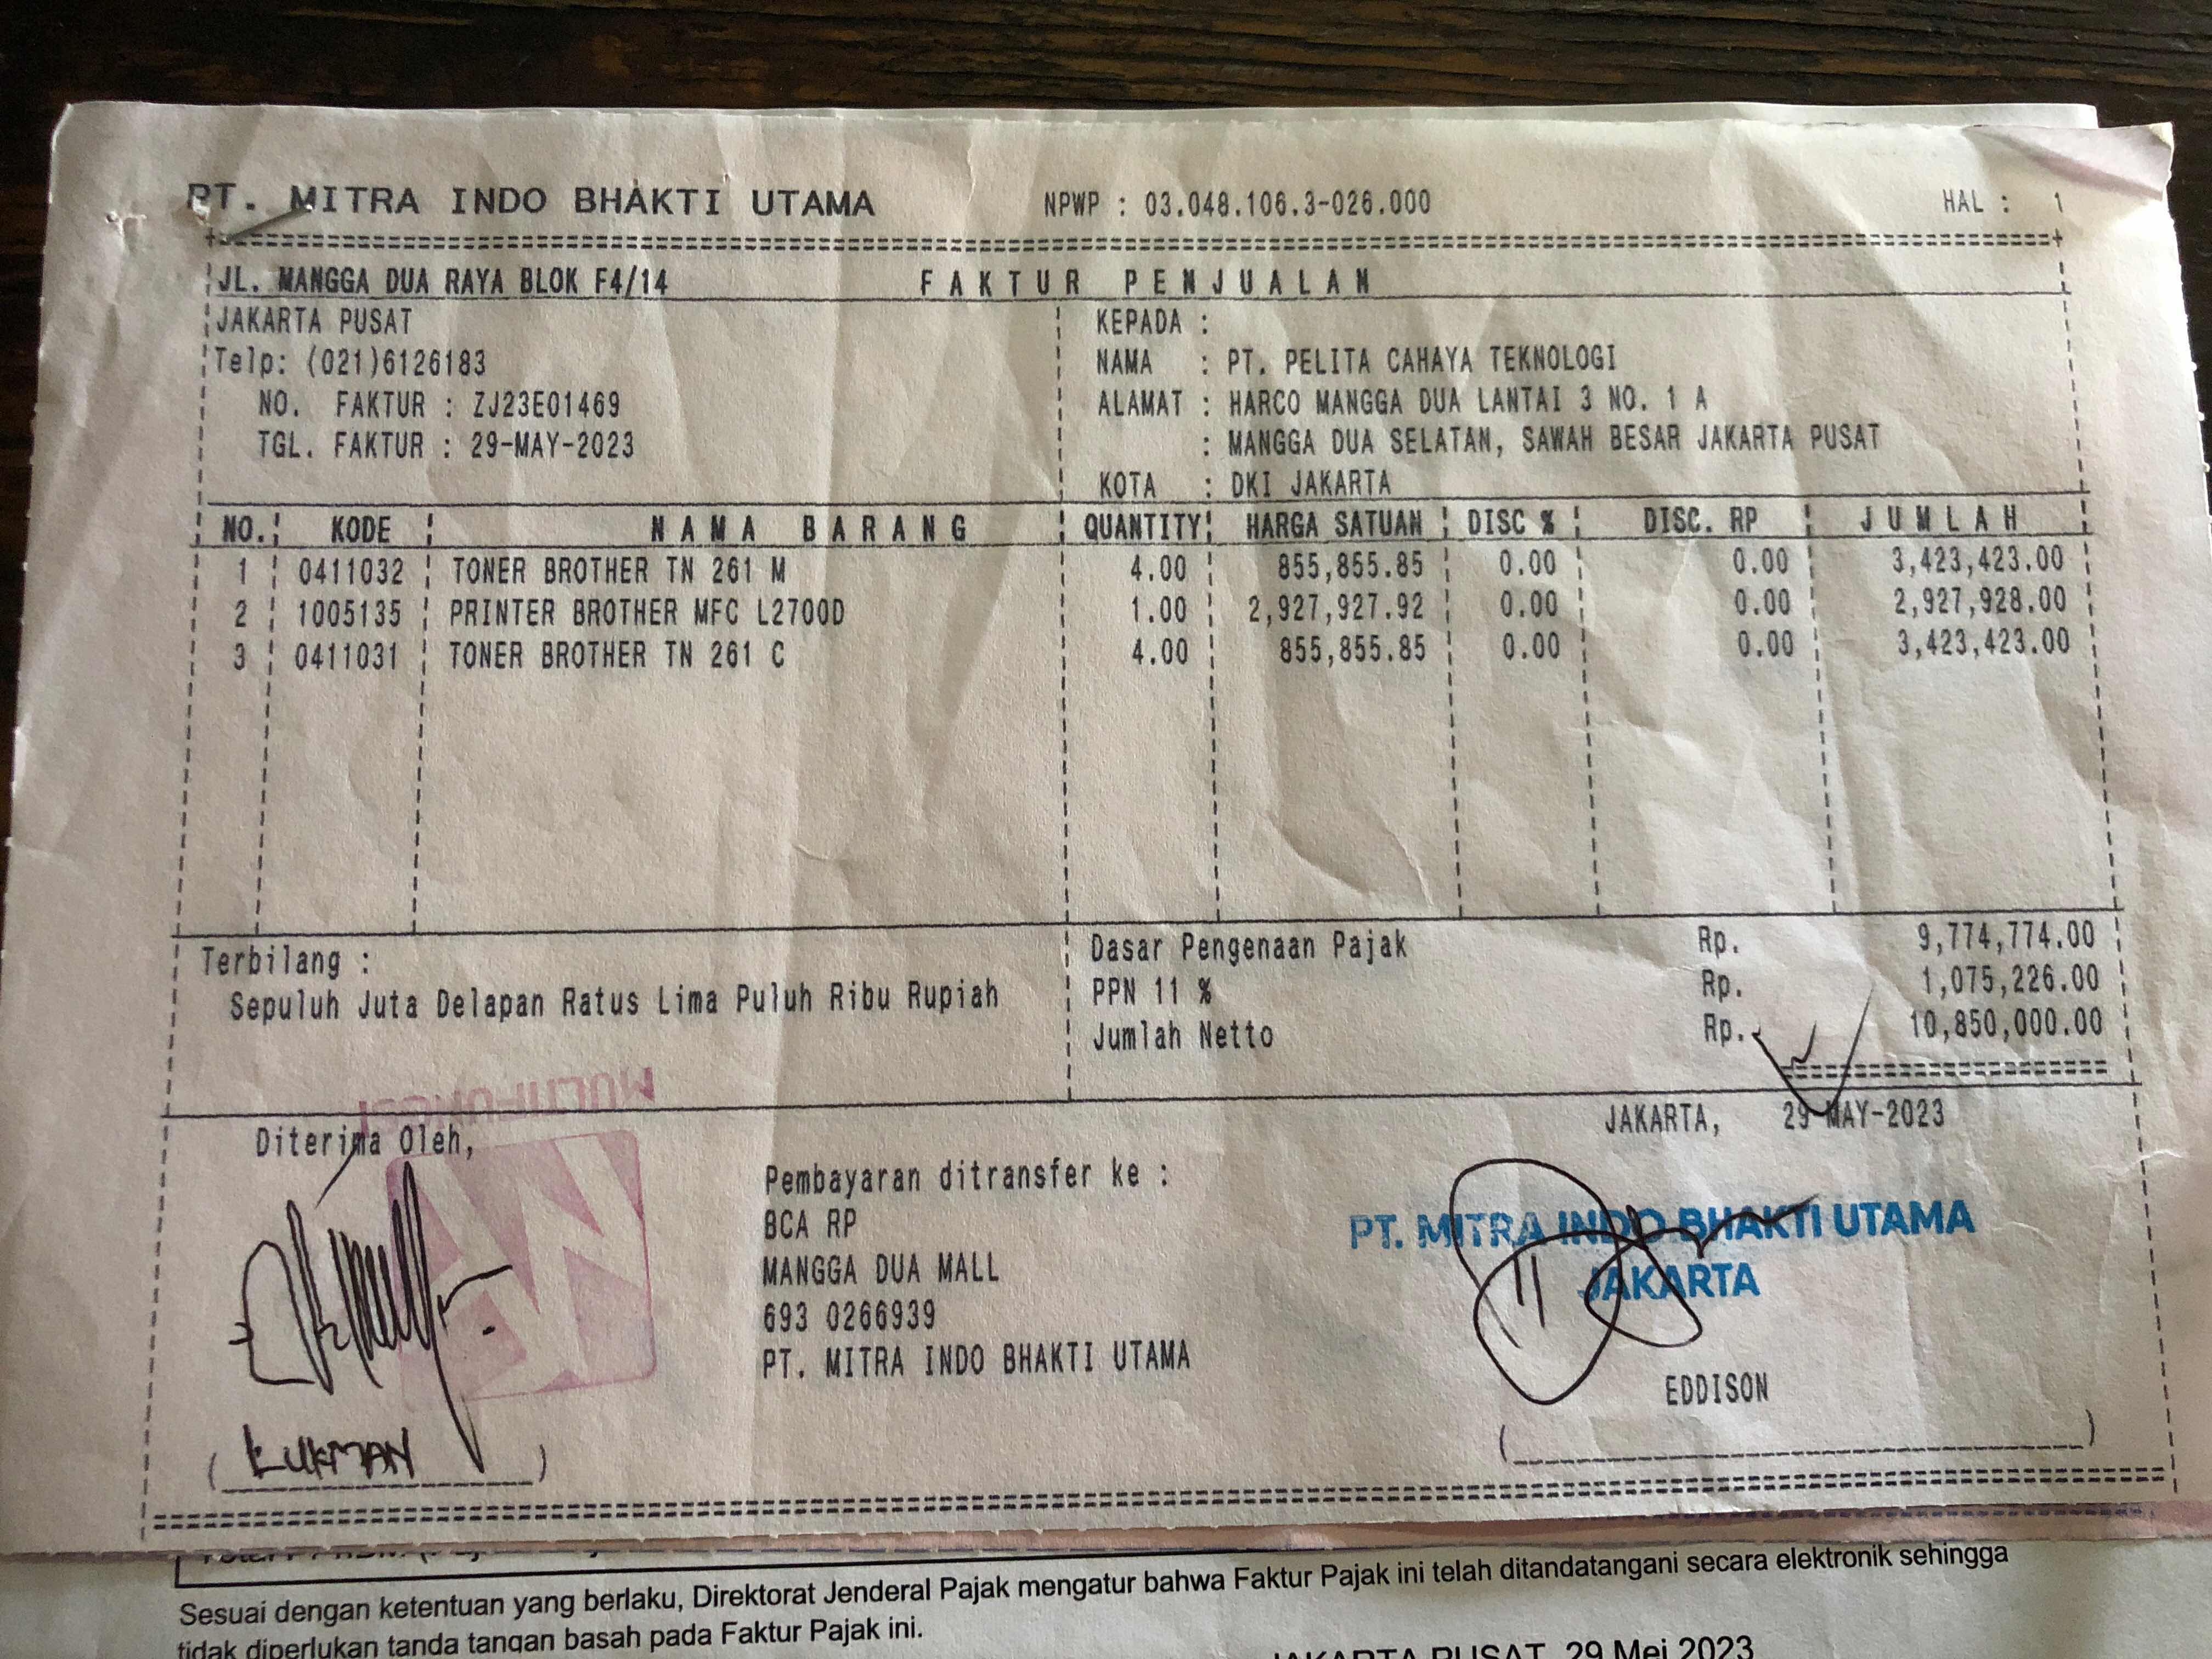 PT. MITRA INDO BHAKTI UTAMA NPWP : 03.048.106.3-026.000 HAL : 1
JL. MANGGA DUA RAYA BLOK F4/14 FAKTUR PENJUALAN
JAKARTA PUSAT KEPADA :
Telp: (021)6126183 NAMA : PT. PELITA CAHAYA TEKNOLOGI
NO. FAKTUR : ZJ23E01469 ALAMAT : HARCO MANGGA DUA LANTAI 3 NO. 1 A
TGL. FAKTUR : 29-MAY-2023 : MANGGA DUA SELATAN, SAWAH BESAR JAKARTA PUSAT
KOTA : DKI JAKARTA
NO. KODE NAMA BARANG QUANTITY HARGA SATUAN DISC % DISC. RP JUMLAH
1 0411032 TONER BROTHER TN 261 M 4.00 855,855.85 0.00 0.00 3,423,423.00
2 1005135 PRINTER BROTHER MFC L2700D 1.00 2,927,927.92 0.00 0.00 2,927,928.00
3 0411031 TONER BROTHER TN 261 C 4.00 855,855.85 0.00 0.00 3,423,423.00
Terbilang : Dasar Pengenaan Pajak Rp. 9,774,774.00
Sepuluh Juta Delapan Ratus Lima Puluh Ribu Rupiah PPN 11 % Rp. 1,075,226.00
Jumlah Netto Rp. 10,850,000.00
JAKARTA, 29-MAY-2023
Diterima Oleh,
Pembayaran ditransfer ke :
BCA RP
MANGGA DUA MALL
693 0266939
PT. MITRA INDO BHAKTI UTAMA
PT. MITRA INDO BHAKTI UTAMA
JAKARTA
EDDISON
(LUKMAN)
Sesuai dengan ketentuan yang berlaku, Direktorat Jenderal Pajak mengatur bahwa Faktur Pajak ini telah ditandatangani secara elektronik sehingga
tidak diperlukan tanda tangan basah pada Faktur Pajak ini.
JAKARTA PUSAT, 29 Mei 2023